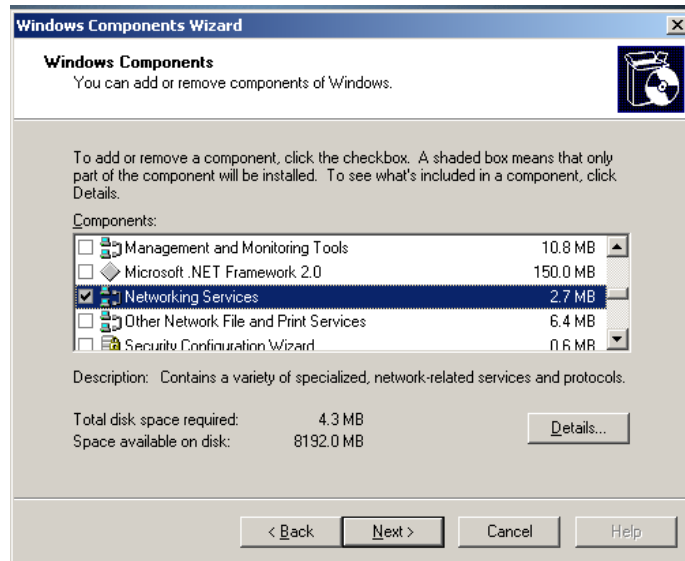 Windows Components Wizard
Windows Components
You can add or remove components of Windows.
To add or remove a component, click the checkbox. A shaded box means that only
part of the component will be installed. To see what's included in a component, click
Details.
Components:
Management and Monitoring Tools 10.8 MB
Microsoft .NET Framework 2.0 150.0 MB
Networking Services 2.7 MB
Other Network File and Print Services 6.4 MB
Security Configuration Wizard 0.6 MB
Description: Contains a variety of specialized, network-related services and protocols.
Total disk space required: 4.3 MB
Space available on disk: 8192.0 MB
Details...
< Back Next > Cancel Help